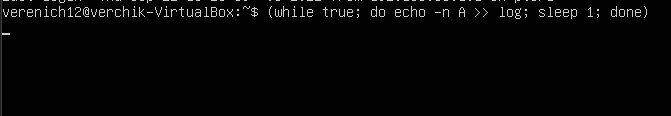 verenich12@verchik-VirtualBox:~$ (while true; do echo -n A >> log; sleep 1; done)